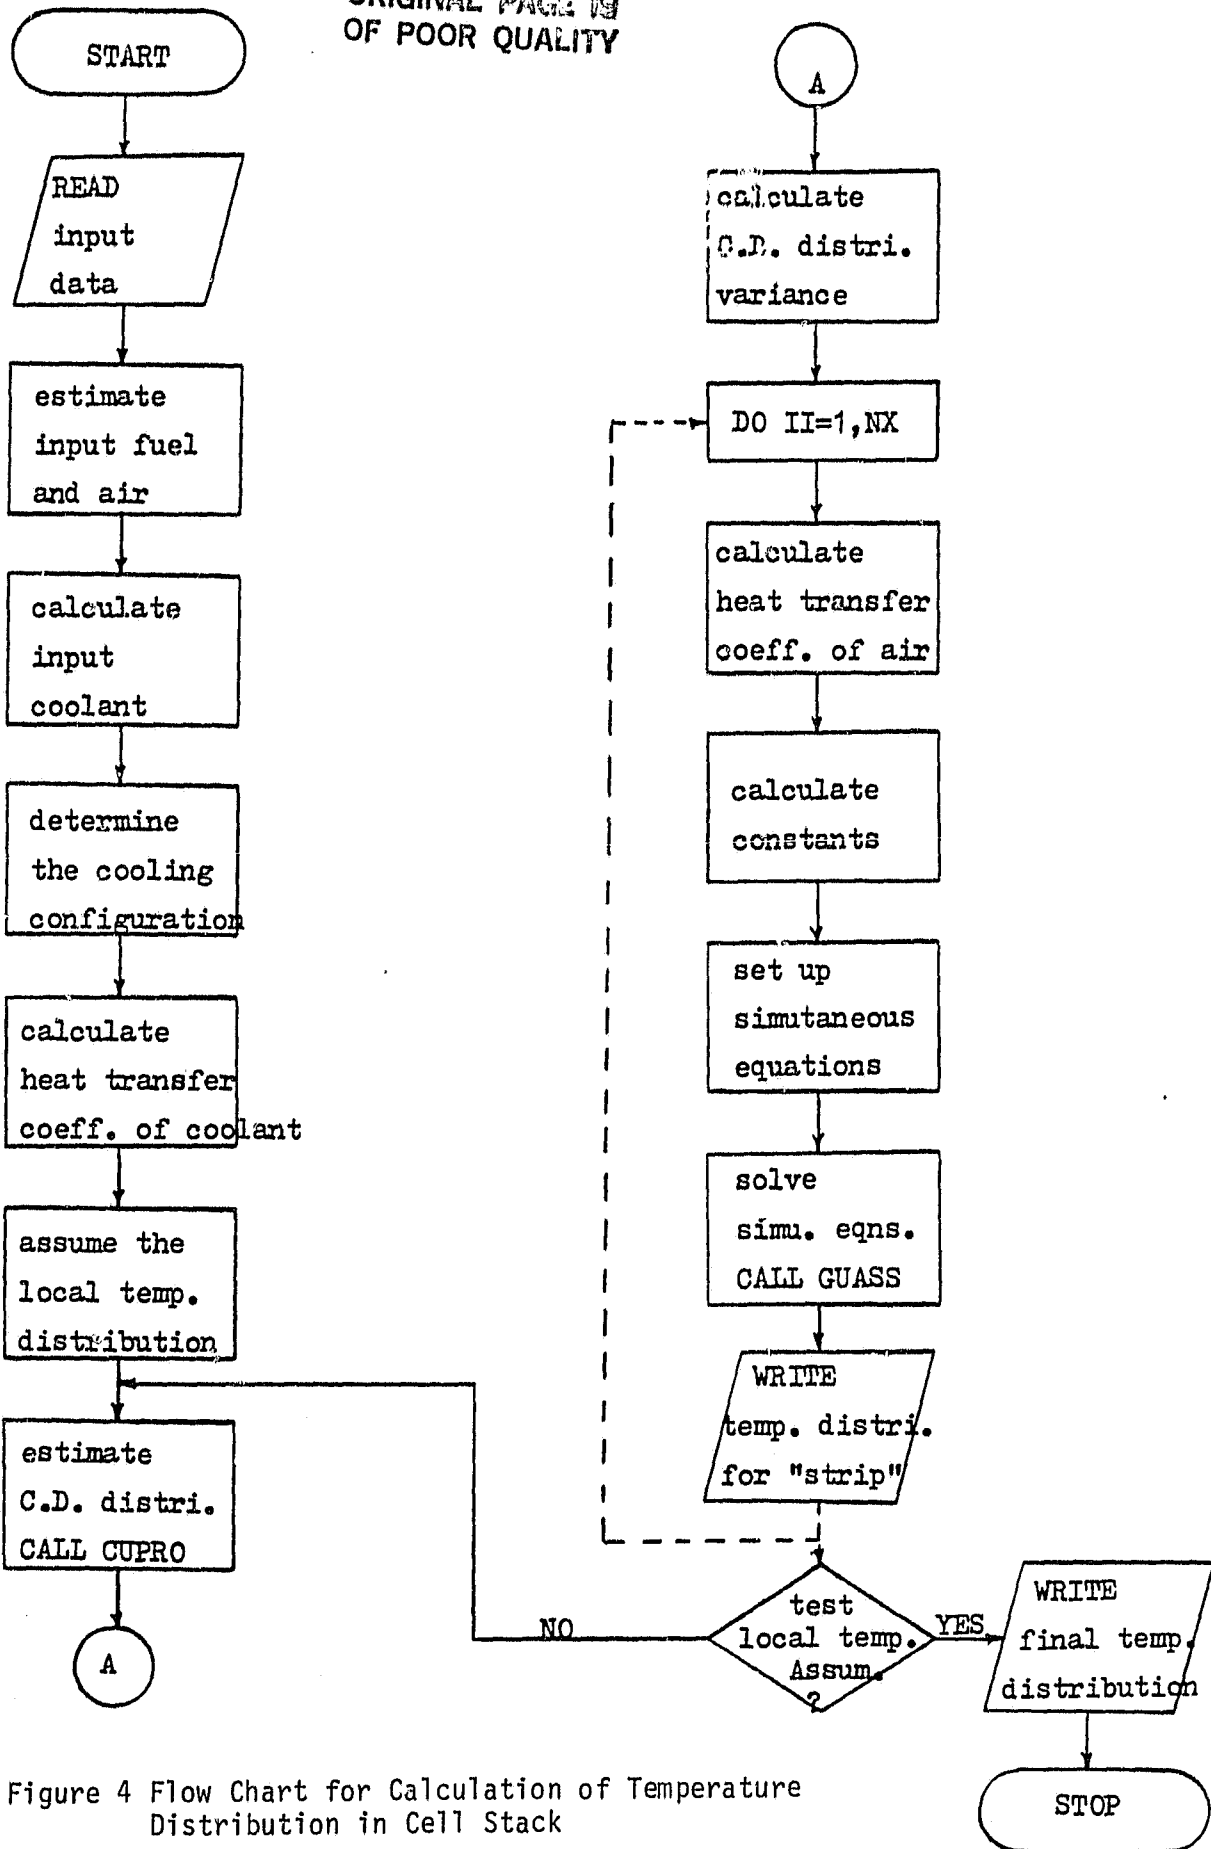 ORIGINAL PAGE IS
OF POOR QUALITY
START
READ
input
data
estimate
input fuel
and air
calculate
input
coolant
determine
the cooling
configuration
calculate
heat transfer
coeff. of coolant
assume the
local temp.
distribution
estimate
C.D. distri.
CALL CUPRO
A
A
calculate
C.D. distri.
variance
DO II=1,NX
calculate
heat transfer
coeff. of air
calculate
constants
set up
simutaneous
equations
solve
simu. eqns.
CALL GUASS
WRITE
temp. distri.
for "strip"
test
local temp.
Assum.
?
NO
YES
WRITE
final temp.
distribution
STOP
Figure 4 Flow Chart for Calculation of Temperature
Distribution in Cell Stack